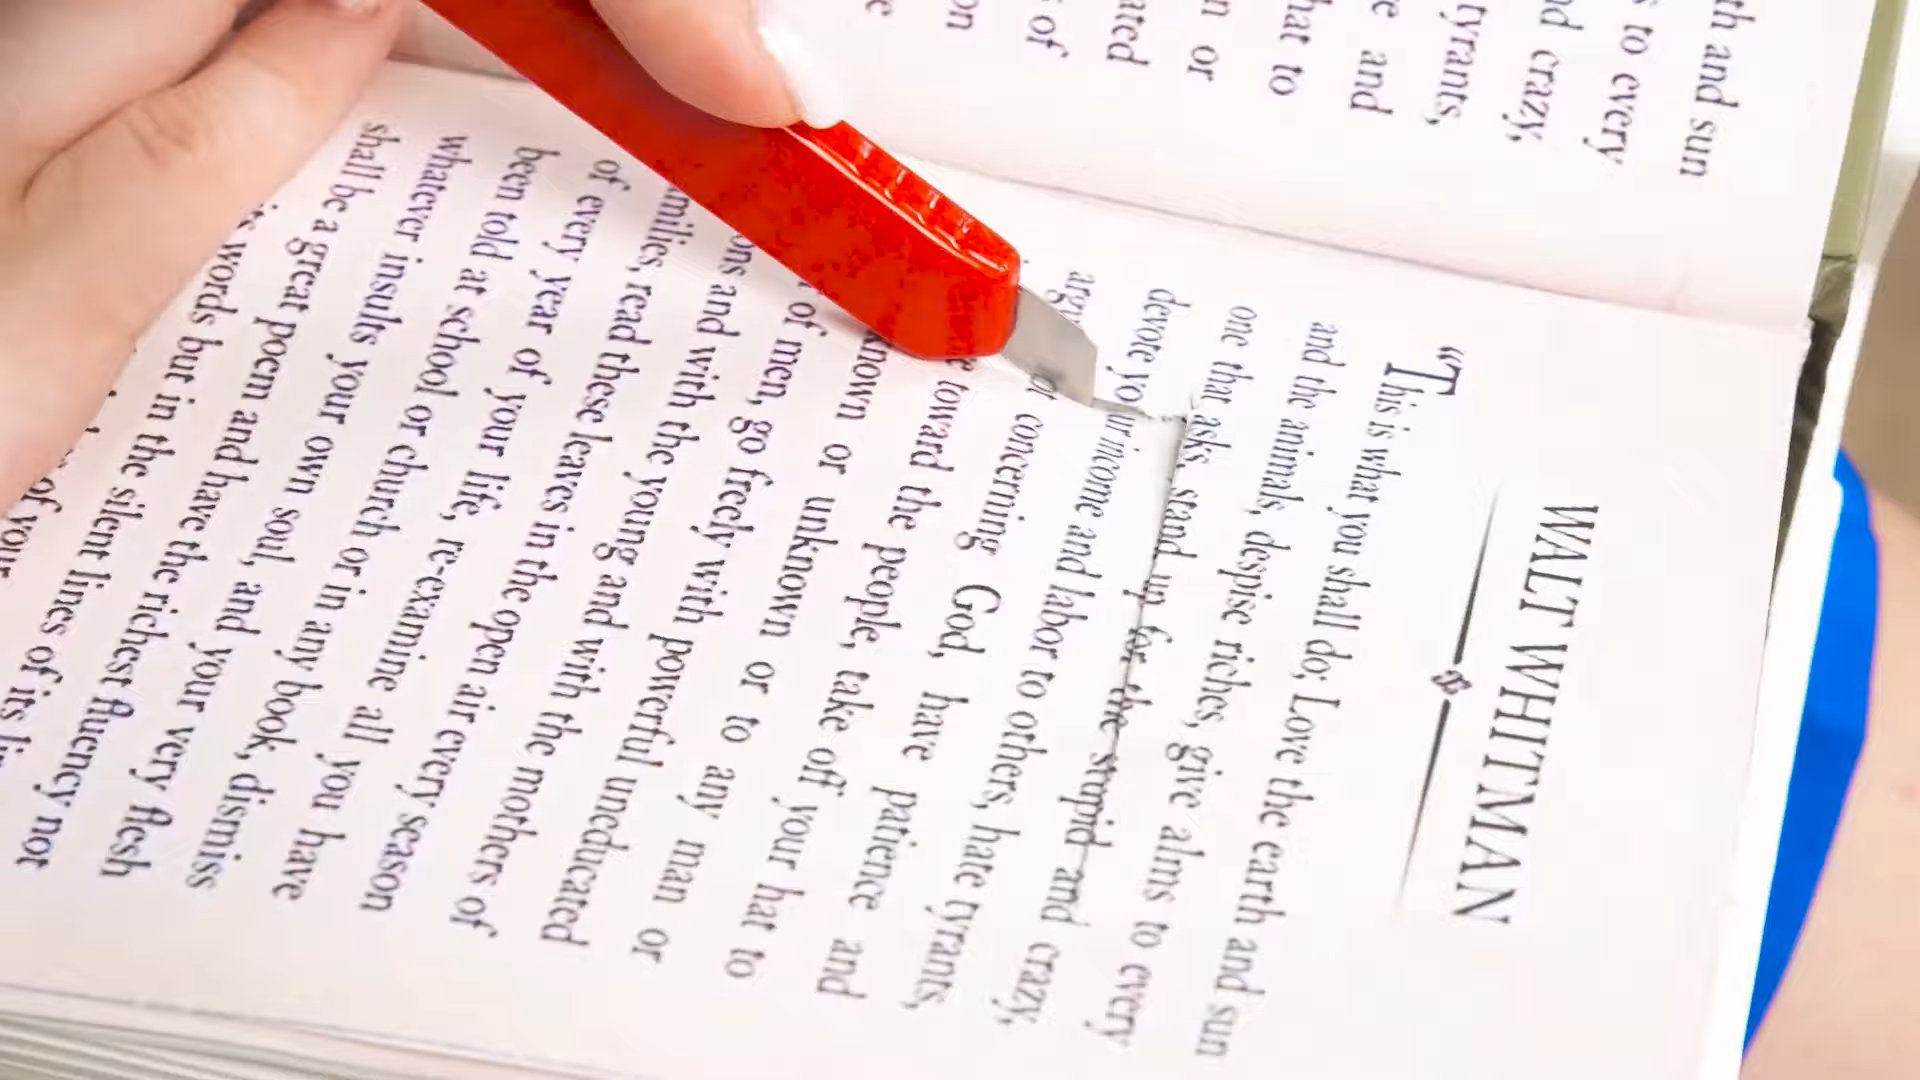 th and sun
s to every
nd crazy,
tyrants,
e and
hat to
n or
ated
of
on
e
WALT WHITMAN
"This is what you shall do; Love the earth and sun
and the animals, despise riches, give alms to every
one that asks, stand up for the stupid and crazy,
devote your income and labor to others, hate tyrants,
concerning God, have patience and
toward the people, take off your hat to
known or unknown or to any man or
of men, go freely with powerful uneducated
ons and with the young and with the mothers of
milies, read these leaves in the open air every season
of every year of your life, re-examine all you have
been told at school or church or in any book, dismiss
whatever insults your own soul, and your very flesh
shall be a great poem and have the richest fluency not
words but in the silent lines of its li
of your